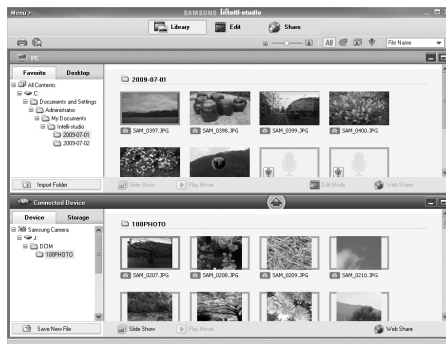 Menu > SAMSUNG intelli-studio
Library Edit Share
All File Name
PC
Favorite Desktop
2009-07-01
All Contents
C:
Documents and Settings
Administrator
My Documents
Intelli-studio
2009-07-01
2009-07-02
SAM_0397.JPG SAM_0398.JPG SAM_0399.JPG SAM_0400.JPG
Import Folder Slide Show Play Movie Edit Mode Web Share
Connected Device
Device Storage
100PHOTO
Samsung Camera
J:
DCIM
100PHOTO
SAM_0207.JPG SAM_0208.JPG SAM_0209.JPG SAM_0210.JPG
Save New File Slide Show Play Movie Web Share